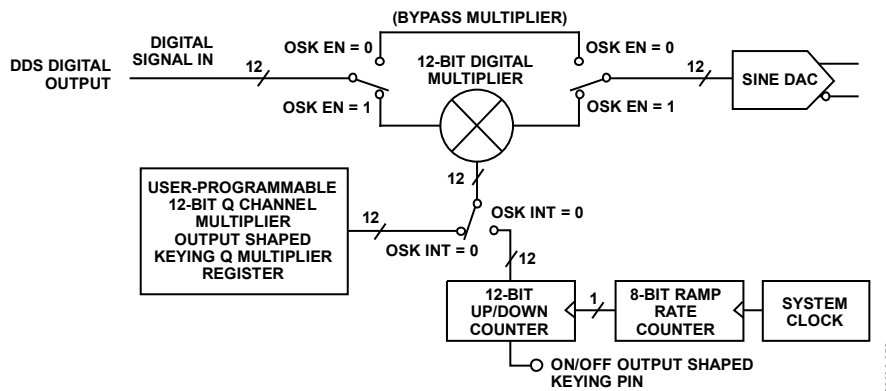 (BYPASS MULTIPLIER)
DIGITAL
SIGNAL IN
OSK EN = 0
OSK EN = 0
DDS DIGITAL
OUTPUT
12
12-BIT DIGITAL
MULTIPLIER
12
SINE DAC
OSK EN = 1
OSK EN = 1
12
USER-PROGRAMMABLE
12-BIT Q CHANNEL
MULTIPLIER
OUTPUT SHAPED
KEYING Q MULTIPLIER
REGISTER
12
OSK INT = 0
OSK INT = 0
12
12-BIT
UP/DOWN
COUNTER
1
8-BIT RAMP
RATE
COUNTER
SYSTEM
CLOCK
ON/OFF OUTPUT SHAPED
KEYING PIN